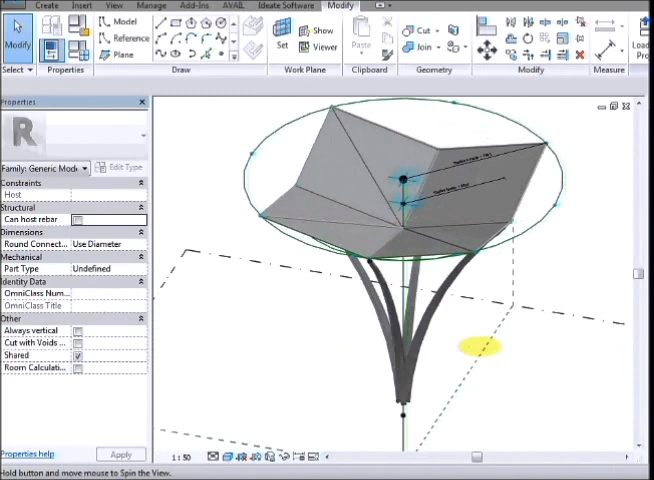 Create Insert View Manage Add-Ins AVAIL Ideate Software Modify
Model
Reference
Plane
Show
Viewer
Cut
Join
Modify
Set
Paste
Select Properties Draw Work Plane Clipboard Geometry Modify Measure
Properties
Family: Generic Mode
Edit Type
Constraints
Host
Structural
Can host rebar
Dimensions
Round Connect... Use Diameter
Mechanical
Part Type Undefined
Identity Data
OmniClass Num...
OmniClass Title
Other
Always vertical
Cut with Voids ...
Shared
Room Calculati...
Properties help
Apply
1 : 50
Hold button and move mouse to Spin the View.